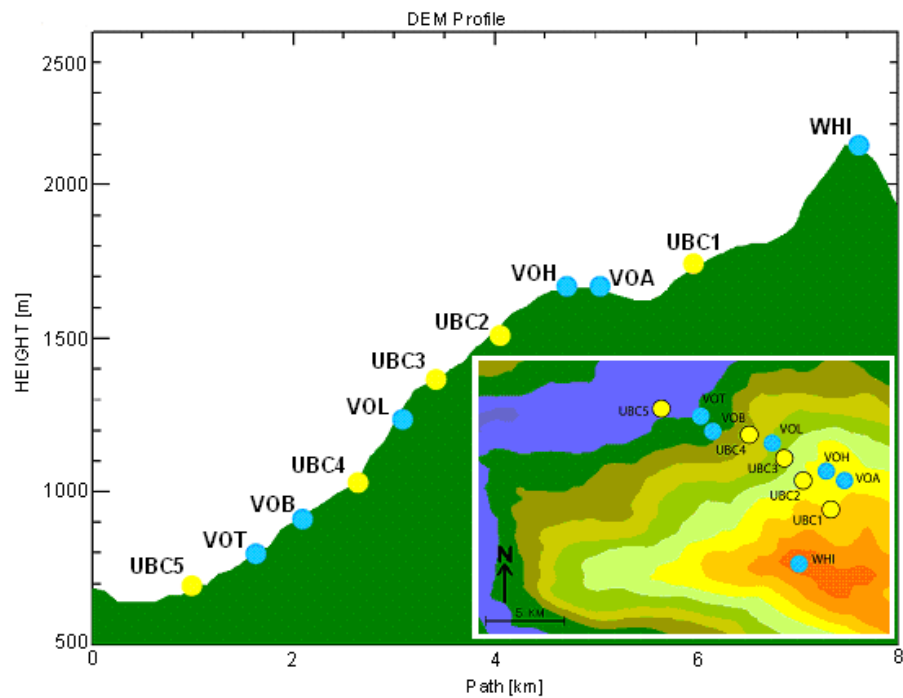 DEM Profile
2500
2000
1500
1000
500
HEIGHT [m]
WHI
UBC1
VOH
VOA
UBC2
UBC3
VOL
UBC4
VOB
VOT
UBC5
0
2
4
6
8
Path [km]
UBC5
VOT
VOB
UBC4
VOL
UBC3
VOH
UBC2
VOA
UBC1
WHI
N
5 KM